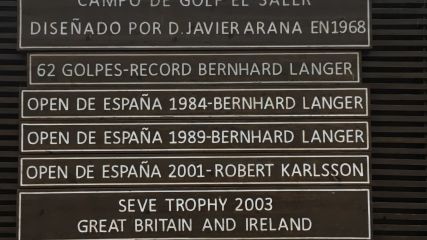 CAMPO DE GOLF EL SALER
DISEÑADO POR D.JAVIER ARANA EN1968
62 GOLPES-RECORD BERNHARD LANGER
OPEN DE ESPAÑA 1984-BERNHARD LANGER
OPEN DE ESPAÑA 1989-BERNHARD LANGER
OPEN DE ESPAÑA 2001-ROBERT KARLSSON
SEVE TROPHY 2003
GREAT BRITAIN AND IRELAND